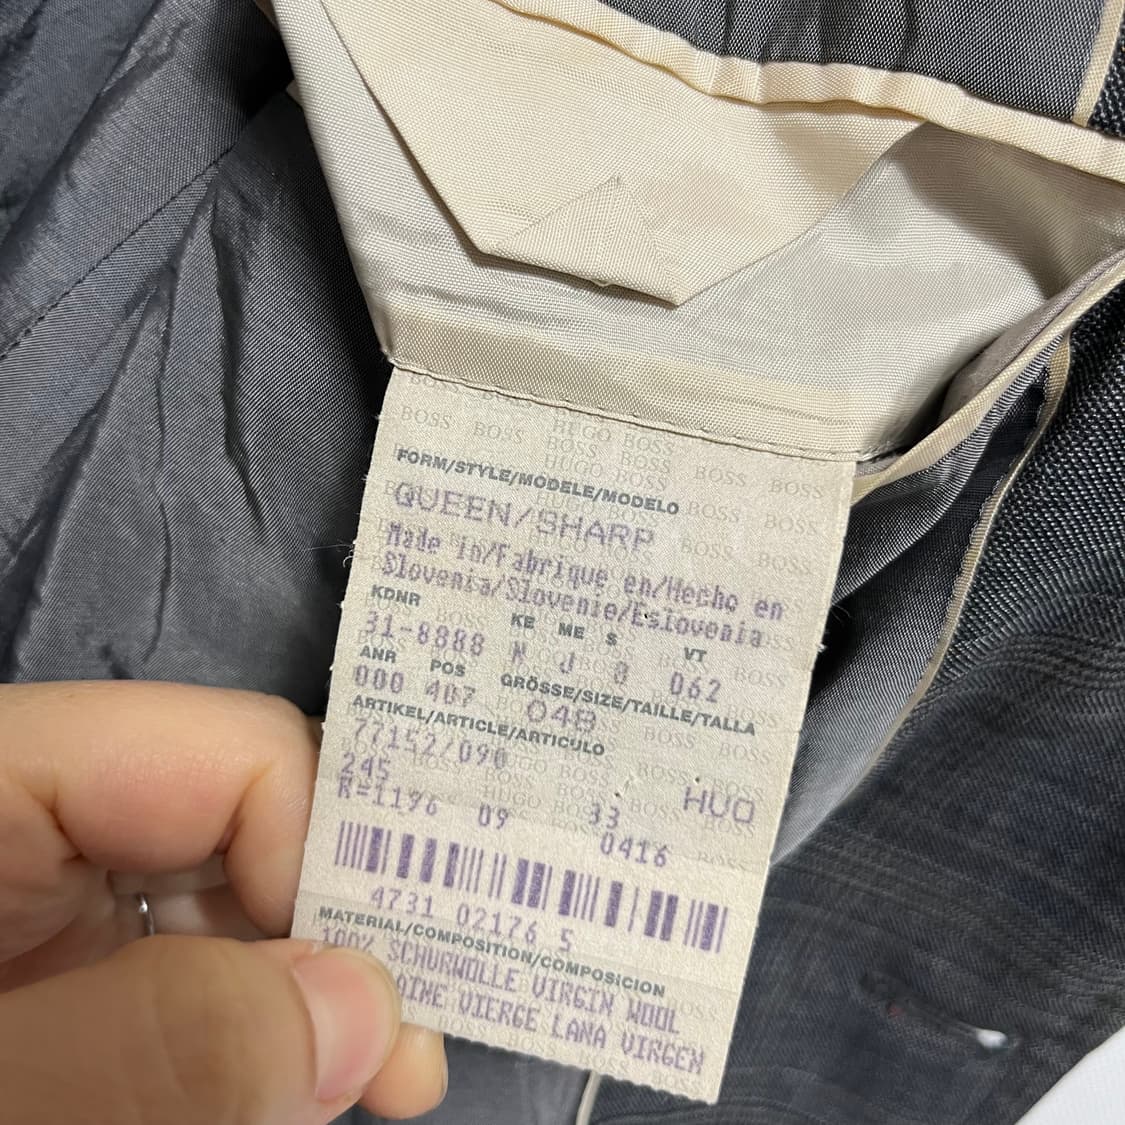 FORM/STYLE/MODELE/MODELO
QUEEN/SHARP
Made in/Fabrique en/Hecho en
Slovenia/Slovenie/Eslovenia
KDNR KE ME S VT
31-8888 N J 8 062
ANR POS GRÖSSE/SIZE/TAILLE/TALLA
000 407 048
ARTIKEL/ARTICLE/ARTICULO
77152/090
245 HUO
R=1196 09 33
0416
4731 02176 5
MATERIAL/COMPOSITION/COMPOSICION
100% SCHURWOLLE VIRGIN WOOL
AINE VIERGE LANA VIRGEN